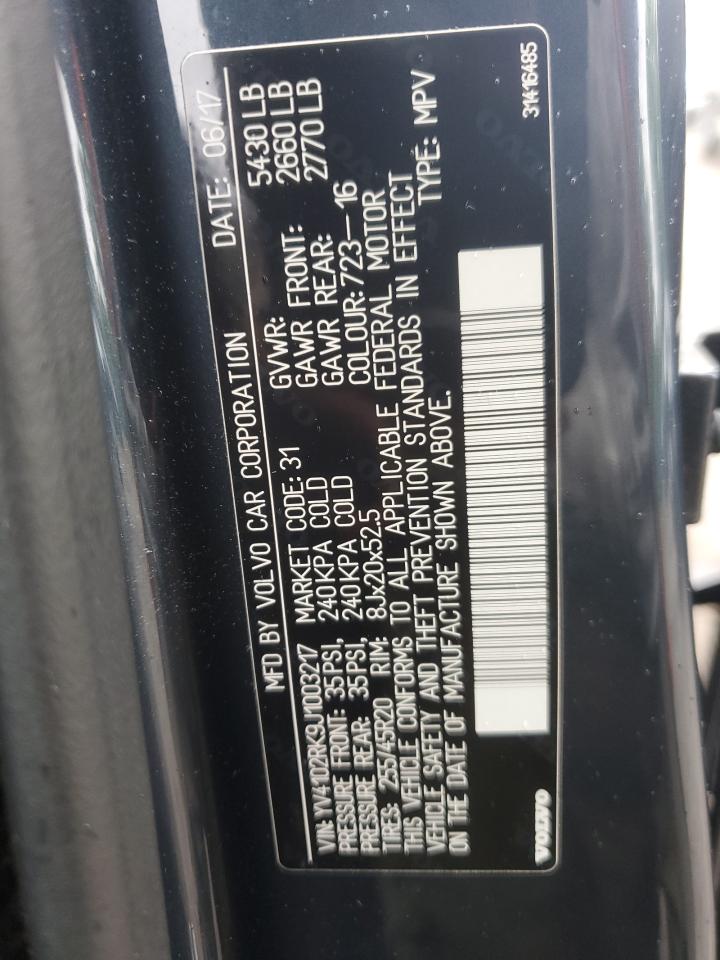 MFD BY VOLVO CAR CORPORATION DATE: 06/17
VIN: YV4102RK9J1003217 MARKET CODE: 31 GVWR: 5430 LB
PRESSURE FRONT: 35PSI, 240KPA COLD GAWR FRONT: 2660 LB
PRESSURE REAR: 35PSI, 240KPA COLD GAWR REAR: 2770 LB
TIRES: 255/45R20 RIM: 8Jx20x52.5 COLOUR: 723-16
THIS VEHICLE CONFORMS TO ALL APPLICABLE FEDERAL MOTOR
VEHICLE SAFETY AND THEFT PREVENTION STANDARDS IN EFFECT
ON THE DATE OF MANUFACTURE SHOWN ABOVE. TYPE: MPV
VOLVO 31416485